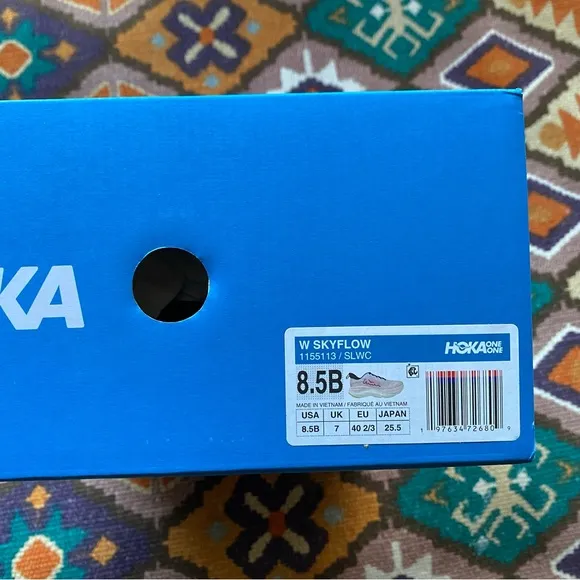 KA
W SKYFLOW
1155113 / SLWC
HOKA ONE ONE
8.5B
MADE IN VIETNAM / FABRIQUÉ AU VIETNAM
USA UK EU JAPAN
8.5B 7 40 2/3 25.5
1 97634 72680 9